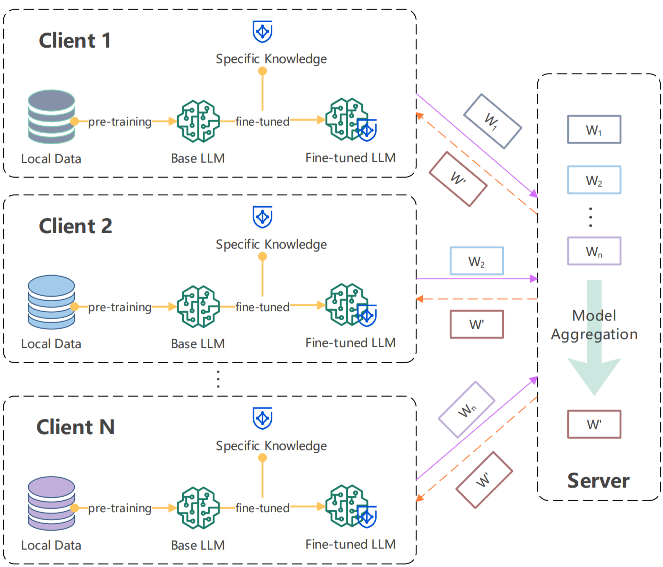 Client 1
Specific Knowledge
pre-training
fine-tuned
Local Data
Base LLM
Fine-tuned LLM
Client 2
Specific Knowledge
pre-training
fine-tuned
Local Data
Base LLM
Fine-tuned LLM
Client N
Specific Knowledge
pre-training
fine-tuned
Local Data
Base LLM
Fine-tuned LLM
W₁
W'
W₂
W'
Wₙ
W'
W₁
W₂
Wₙ
Model
Aggregation
W'
Server